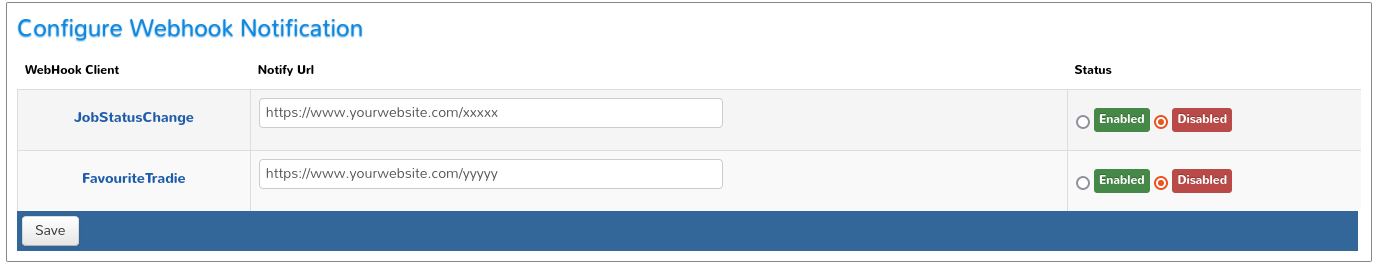 Configure Webhook Notification
WebHook Client Notify Url Status
JobStatusChange https://www.yourwebsite.com/xxxxx Enabled Disabled
FavouriteTradie https://www.yourwebsite.com/yyyyy Enabled Disabled
Save